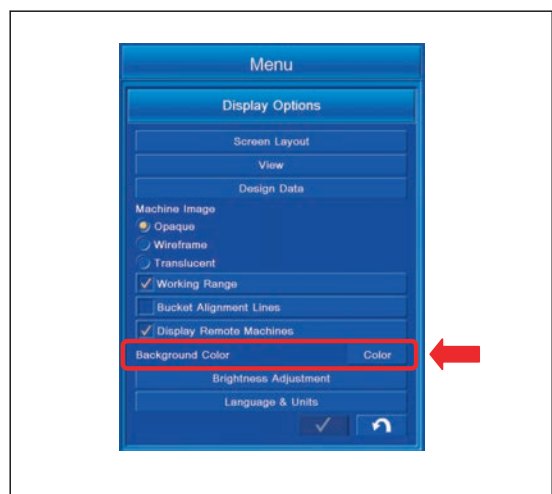 Menu
Display Options
Screen Layout
View
Design Data
Machine Image
Opaque
Wireframe
Translucent
Working Range
Bucket Alignment Lines
Display Remote Machines
Background Color Color
Brightness Adjustment
Language & Units